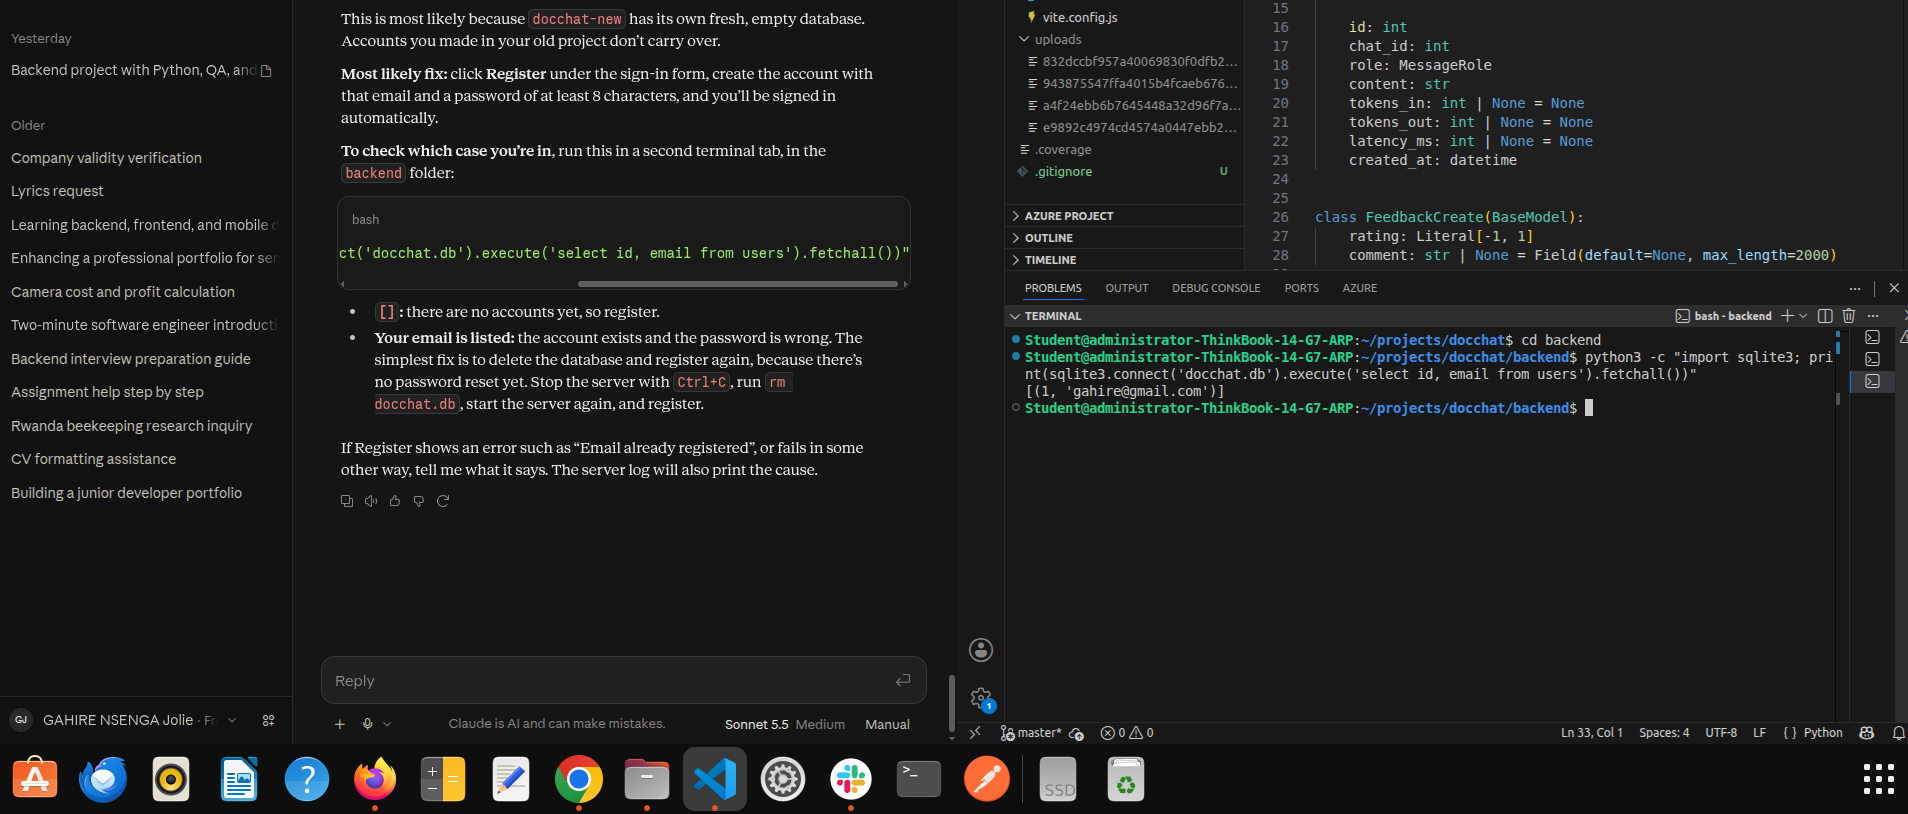 Yesterday
Backend project with Python, QA, and
Older
Company validity verification
Lyrics request
Learning backend, frontend, and mobile d
Enhancing a professional portfolio for ser
Camera cost and profit calculation
Two-minute software engineer introducti
Backend interview preparation guide
Assignment help step by step
Rwanda beekeeping research inquiry
CV formatting assistance
Building a junior developer portfolio
GJ GAHIRE NSENGA Jolie · Fr
This is most likely because docchat-new has its own fresh, empty database.
Accounts you made in your old project don't carry over.
Most likely fix: click Register under the sign-in form, create the account with
that email and a password of at least 8 characters, and you'll be signed in
automatically.
To check which case you're in, run this in a second terminal tab, in the
backend folder:
bash
ct('docchat.db').execute('select id, email from users').fetchall())"
• []: there are no accounts yet, so register.
• Your email is listed: the account exists and the password is wrong. The
simplest fix is to delete the database and register again, because there's
no password reset yet. Stop the server with Ctrl+C, run rm
docchat.db, start the server again, and register.
If Register shows an error such as “Email already registered”, or fails in some
other way, tell me what it says. The server log will also print the cause.
Reply
Claude is AI and can make mistakes.
Sonnet 5.5 Medium
Manual
vite.config.js
uploads
832dccbf957a40069830f0dfb2...
943875547ffa4015b4fcaeb676...
a4f24ebb6b7645448a32d96f7a...
e9892c4974cd4574a0447ebb2...
.coverage
.gitignore U
AZURE PROJECT
OUTLINE
TIMELINE
15
16 id: int
17 chat_id: int
18 role: MessageRole
19 content: str
20 tokens_in: int | None = None
21 tokens_out: int | None = None
22 latency_ms: int | None = None
23 created_at: datetime
24
25
26 class FeedbackCreate(BaseModel):
27 rating: Literal[-1, 1]
28 comment: str | None = Field(default=None, max_length=2000)
PROBLEMS OUTPUT DEBUG CONSOLE PORTS AZURE
TERMINAL
bash - backend
Student@administrator-ThinkBook-14-G7-ARP:~/projects/docchat$ cd backend
Student@administrator-ThinkBook-14-G7-ARP:~/projects/docchat/backend$ python3 -c "import sqlite3; pri
nt(sqlite3.connect('docchat.db').execute('select id, email from users').fetchall())"
[(1, 'gahire@gmail.com')]
Student@administrator-ThinkBook-14-G7-ARP:~/projects/docchat/backend$
1
master* 0 0
Ln 33, Col 1 Spaces: 4 UTF-8 LF { } Python
SSD